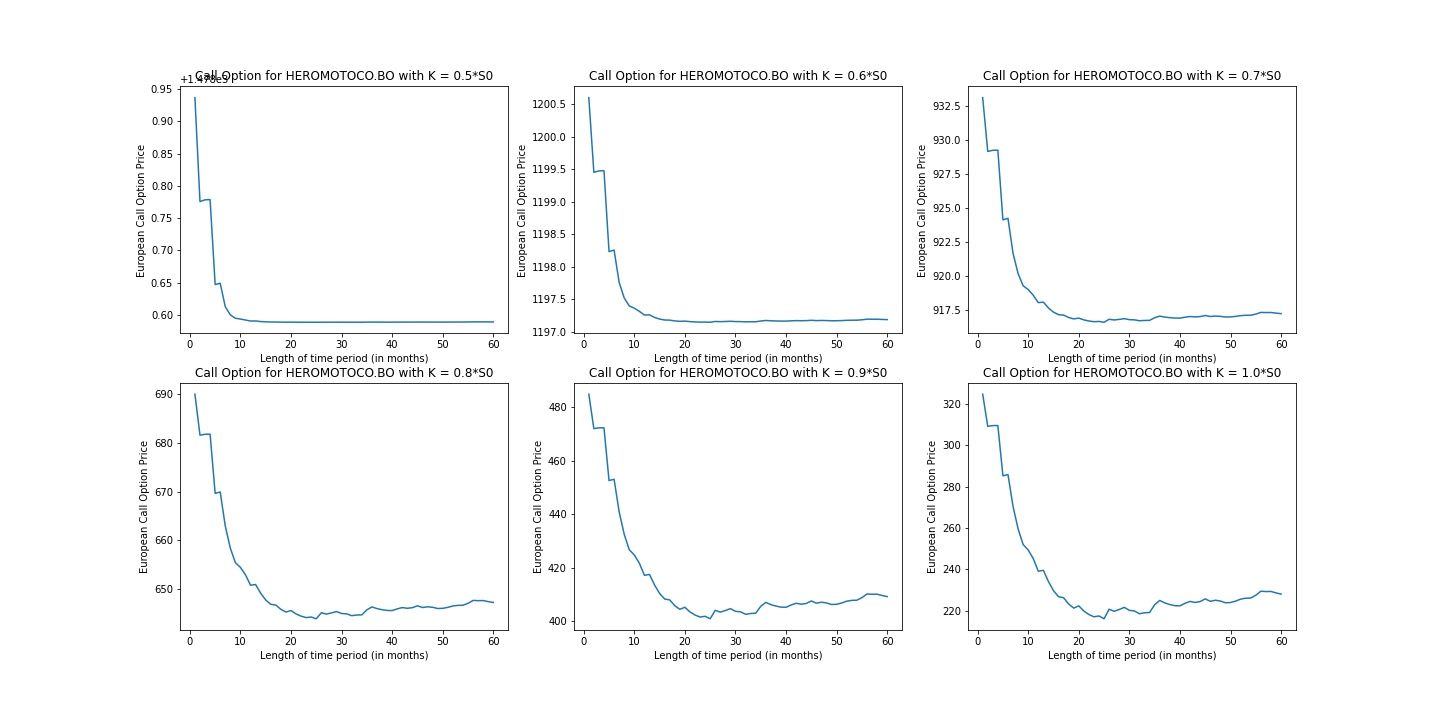 Call Option for HEROMOTOCO.BO with K = 0.5*S0
+1.478e3
0.95
0.90
0.85
0.80
0.75
0.70
0.65
0.60
European Call Option Price
0 10 20 30 40 50 60
Length of time period (in months)
Call Option for HEROMOTOCO.BO with K = 0.6*S0
1200.5
1200.0
1199.5
1199.0
1198.5
1198.0
1197.5
1197.0
European Call Option Price
0 10 20 30 40 50 60
Length of time period (in months)
Call Option for HEROMOTOCO.BO with K = 0.7*S0
932.5
930.0
927.5
925.0
922.5
920.0
917.5
European Call Option Price
0 10 20 30 40 50 60
Length of time period (in months)
Call Option for HEROMOTOCO.BO with K = 0.8*S0
690
680
670
660
650
European Call Option Price
0 10 20 30 40 50 60
Length of time period (in months)
Call Option for HEROMOTOCO.BO with K = 0.9*S0
480
460
440
420
400
European Call Option Price
0 10 20 30 40 50 60
Length of time period (in months)
Call Option for HEROMOTOCO.BO with K = 1.0*S0
320
300
280
260
240
220
European Call Option Price
0 10 20 30 40 50 60
Length of time period (in months)